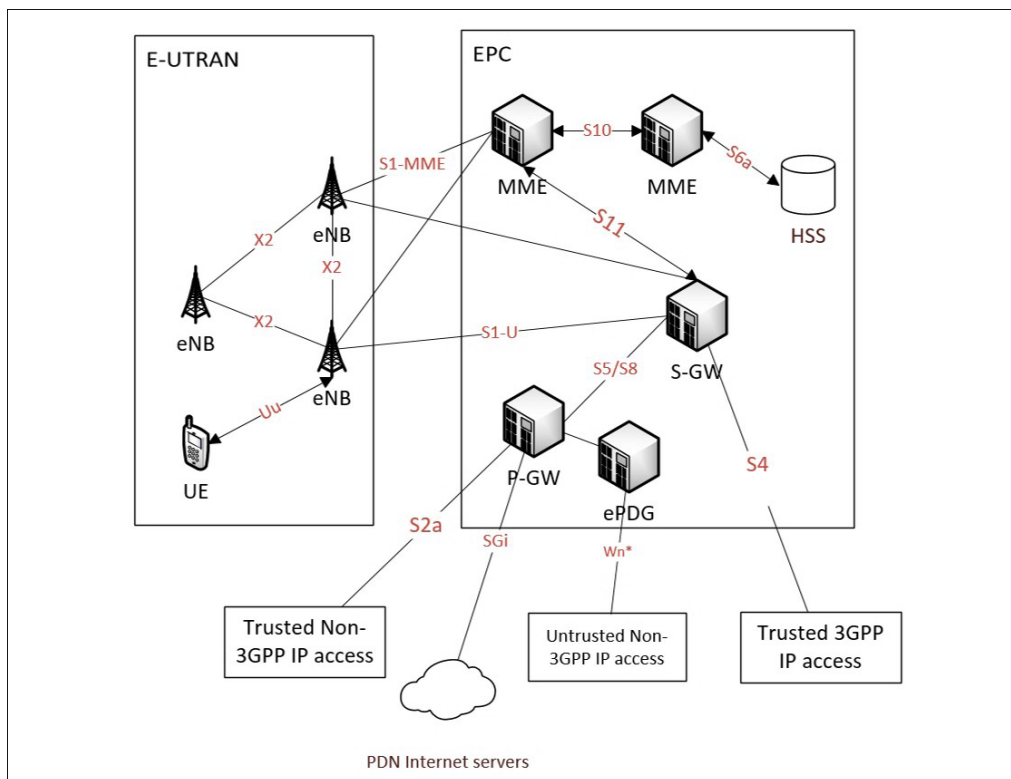 E-UTRAN
EPC
MME
S10
MME
S6a
HSS
S1-MME
eNB
X2
X2
S11
eNB
X2
eNB
S1-U
S-GW
S5/S8
Uu
UE
P-GW
ePDG
S4
S2a
SGi
Wn*
Trusted Non-
3GPP IP access
Untrusted Non-
3GPP IP access
Trusted 3GPP
IP access
PDN Internet servers